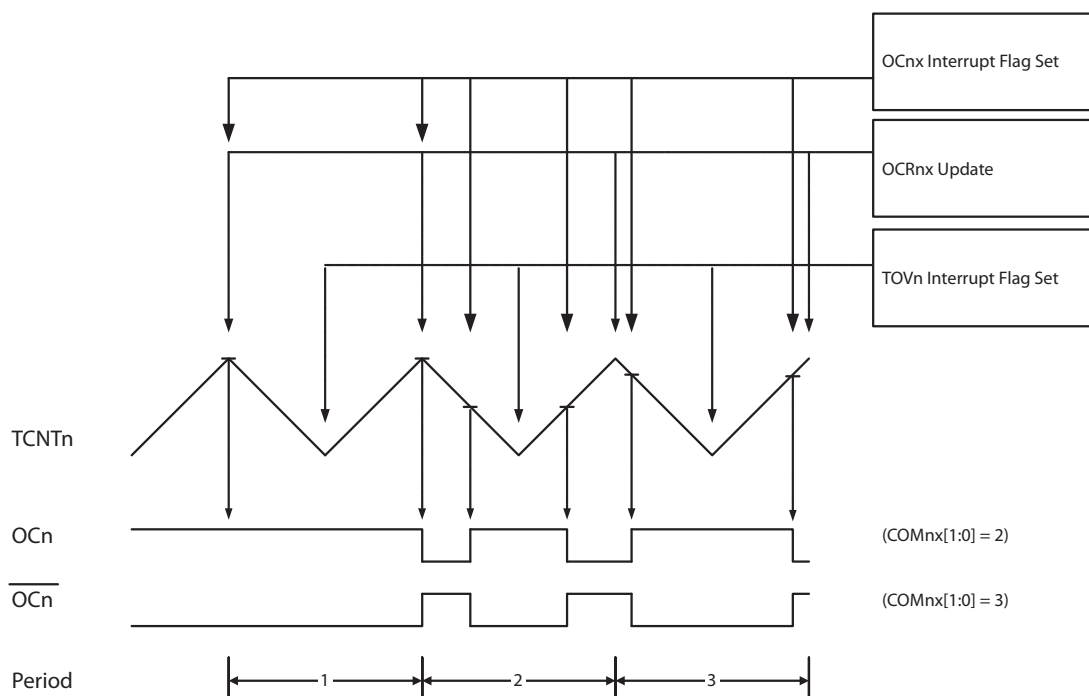 OCnx Interrupt Flag Set
OCRnx Update
TOVn Interrupt Flag Set
TCNTn
OCn
(COMnx[1:0] = 2)
OCn
(COMnx[1:0] = 3)
Period
1
2
3